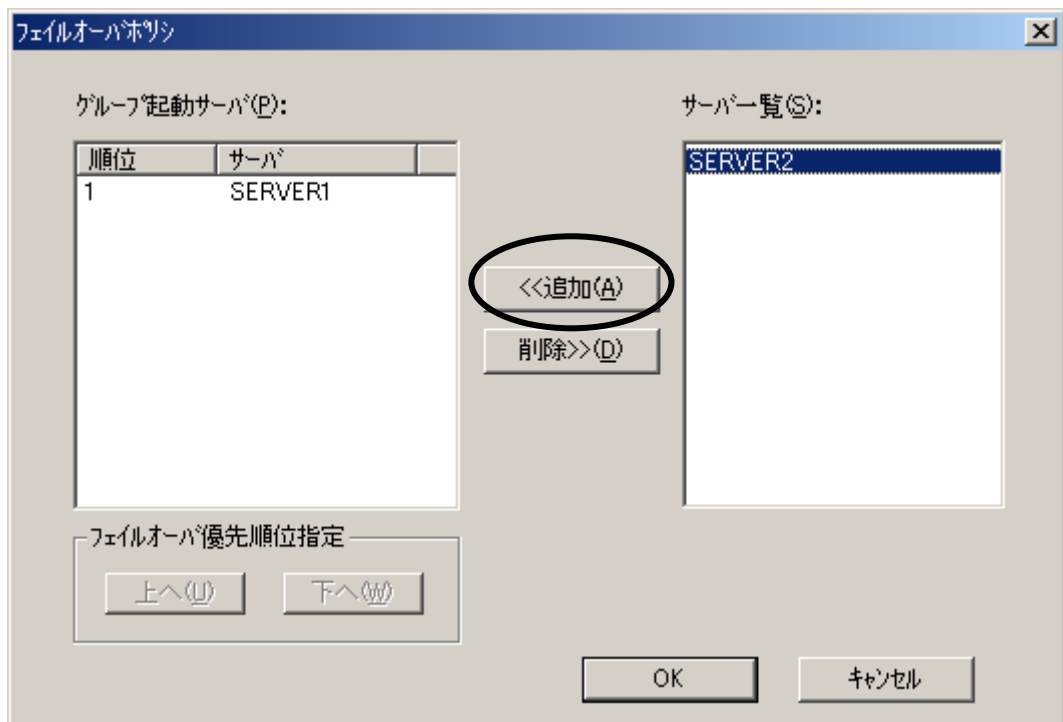 フェイルオーバポリシ
グループ起動サーバ(P):
サーバ一覧(S):
順位 サーバ
1 SERVER1
SERVER2
<<追加(A)
削除>>(D)
フェイルオーバ優先順位指定
上へ(U) 下へ(W)
OK キャンセル